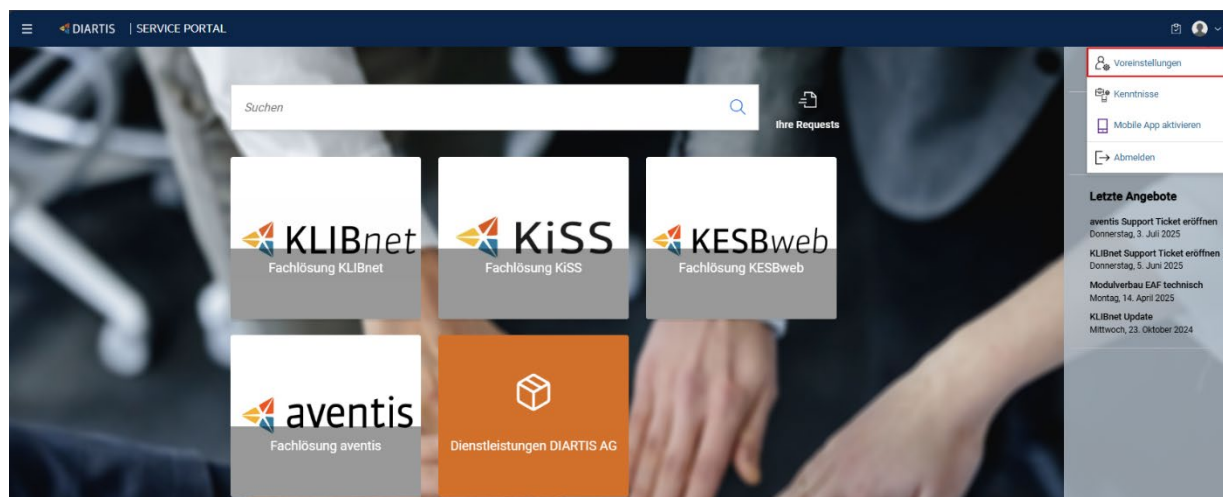 DIARTIS | SERVICE PORTAL
Voreinstellungen
Kenntnisse
Mobile App aktivieren
Abmelden
Suchen
Ihre Requests
KLIBnet
Fachlösung KLIBnet
KiSS
Fachlösung KiSS
KESBweb
Fachlösung KESBweb
aventis
Fachlösung aventis
Dienstleistungen DIARTIS AG
Letzte Angebote
aventis Support Ticket eröffnen
Donnerstag, 3. Juli 2025
KLIBnet Support Ticket eröffnen
Donnerstag, 5. Juni 2025
Modulverbau EAF technisch
Montag, 14. April 2025
KLIBnet Update
Mittwoch, 23. Oktober 2024